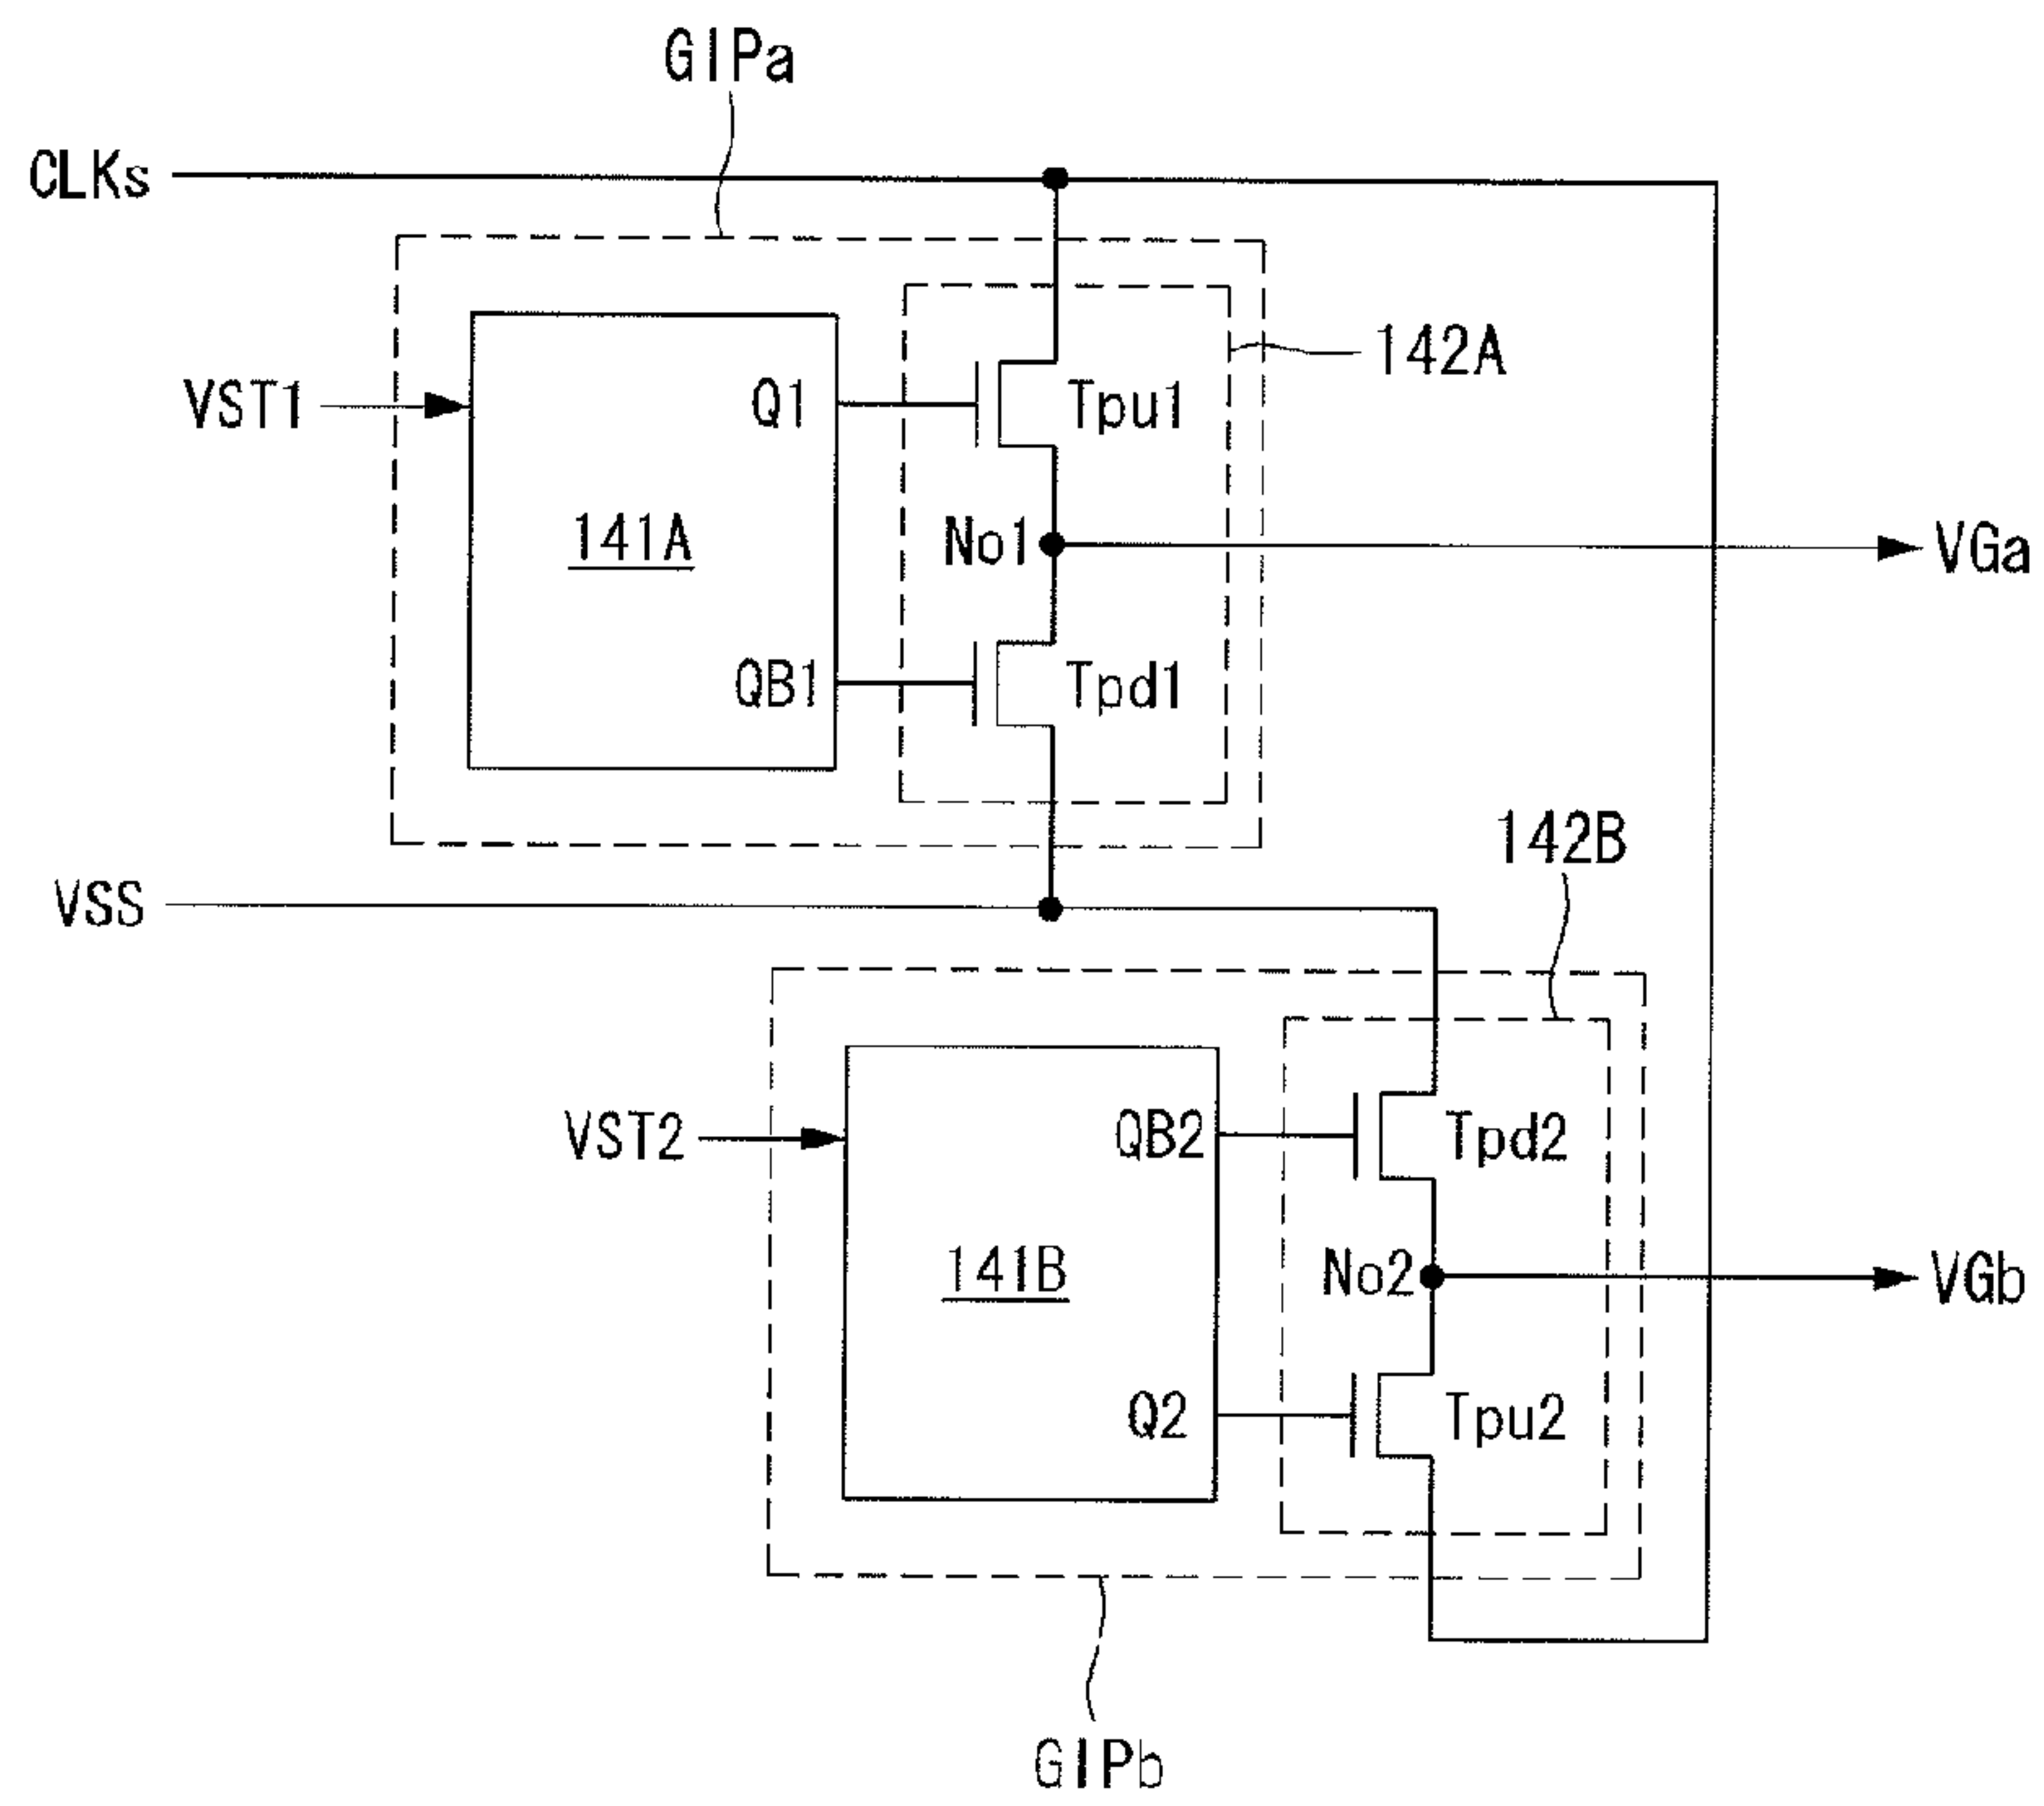 GIPa
CLKs
142A
VST1
Q1
Tpu1
141A
No1
VGa
QB1
Tpd1
142B
VSS
VST2
QB2
Tpd2
141B
No2
VGb
Q2
Tpu2
GIPb